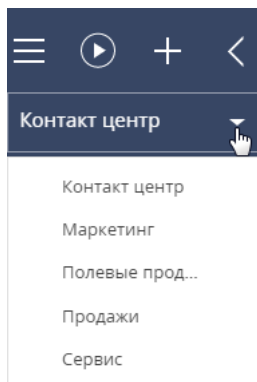 Контакт центр
Контакт центр
Маркетинг
Полевые прод...
Продажи
Сервис